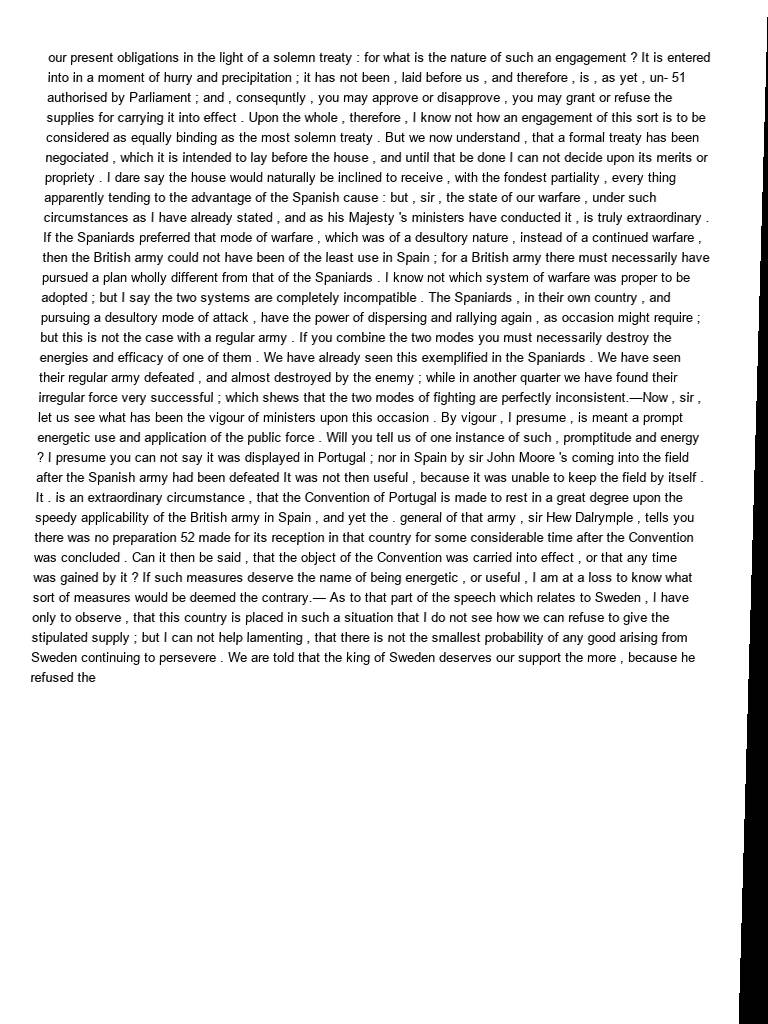 our present obligations in the light of a solemn treaty : for what is the nature of such an engagement ? It is entered
into in a moment of hurry and precipitation ; it has not been , laid before us , and therefore , is , as yet , un- 51
authorised by Parliament ; and , consequntly , you may approve or disapprove , you may grant or refuse the
supplies for carrying it into effect . Upon the whole , therefore , I know not how an engagement of this sort is to be
considered as equally binding as the most solemn treaty . But we now understand , that a formal treaty has been
negociated , which it is intended to lay before the house , and until that be done I can not decide upon its merits or
propriety . I dare say the house would naturally be inclined to receive , with the fondest partiality , every thing
apparently tending to the advantage of the Spanish cause : but , sir , the state of our warfare , under such
circumstances as I have already stated , and as his Majesty 's ministers have conducted it , is truly extraordinary .
If the Spaniards preferred that mode of warfare , which was of a desultory nature , instead of a continued warfare ,
then the British army could not have been of the least use in Spain ; for a British army there must necessarily have
pursued a plan wholly different from that of the Spaniards . I know not which system of warfare was proper to be
adopted ; but I say the two systems are completely incompatible . The Spaniards , in their own country , and
pursuing a desultory mode of attack , have the power of dispersing and rallying again , as occasion might require ;
but this is not the case with a regular army . If you combine the two modes you must necessarily destroy the
energies and efficacy of one of them . We have already seen this exemplified in the Spaniards . We have seen
their regular army defeated , and almost destroyed by the enemy ; while in another quarter we have found their
irregular force very successful ; which shews that the two modes of fighting are perfectly inconsistent.—Now , sir ,
let us see what has been the vigour of ministers upon this occasion . By vigour , I presume , is meant a prompt
energetic use and application of the public force . Will you tell us of one instance of such , promptitude and energy
? I presume you can not say it was displayed in Portugal ; nor in Spain by sir John Moore 's coming into the field
after the Spanish army had been defeated It was not then useful , because it was unable to keep the field by itself .
It . is an extraordinary circumstance , that the Convention of Portugal is made to rest in a great degree upon the
speedy applicability of the British army in Spain , and yet the . general of that army , sir Hew Dalrymple , tells you
there was no preparation 52 made for its reception in that country for some considerable time after the Convention
was concluded . Can it then be said , that the object of the Convention was carried into effect , or that any time
was gained by it ? If such measures deserve the name of being energetic , or useful , I am at a loss to know what
sort of measures would be deemed the contrary.— As to that part of the speech which relates to Sweden , I have
only to observe , that this country is placed in such a situation that I do not see how we can refuse to give the
stipulated supply ; but I can not help lamenting , that there is not the smallest probability of any good arising from
Sweden continuing to persevere . We are told that the king of Sweden deserves our support the more , because he
refused the